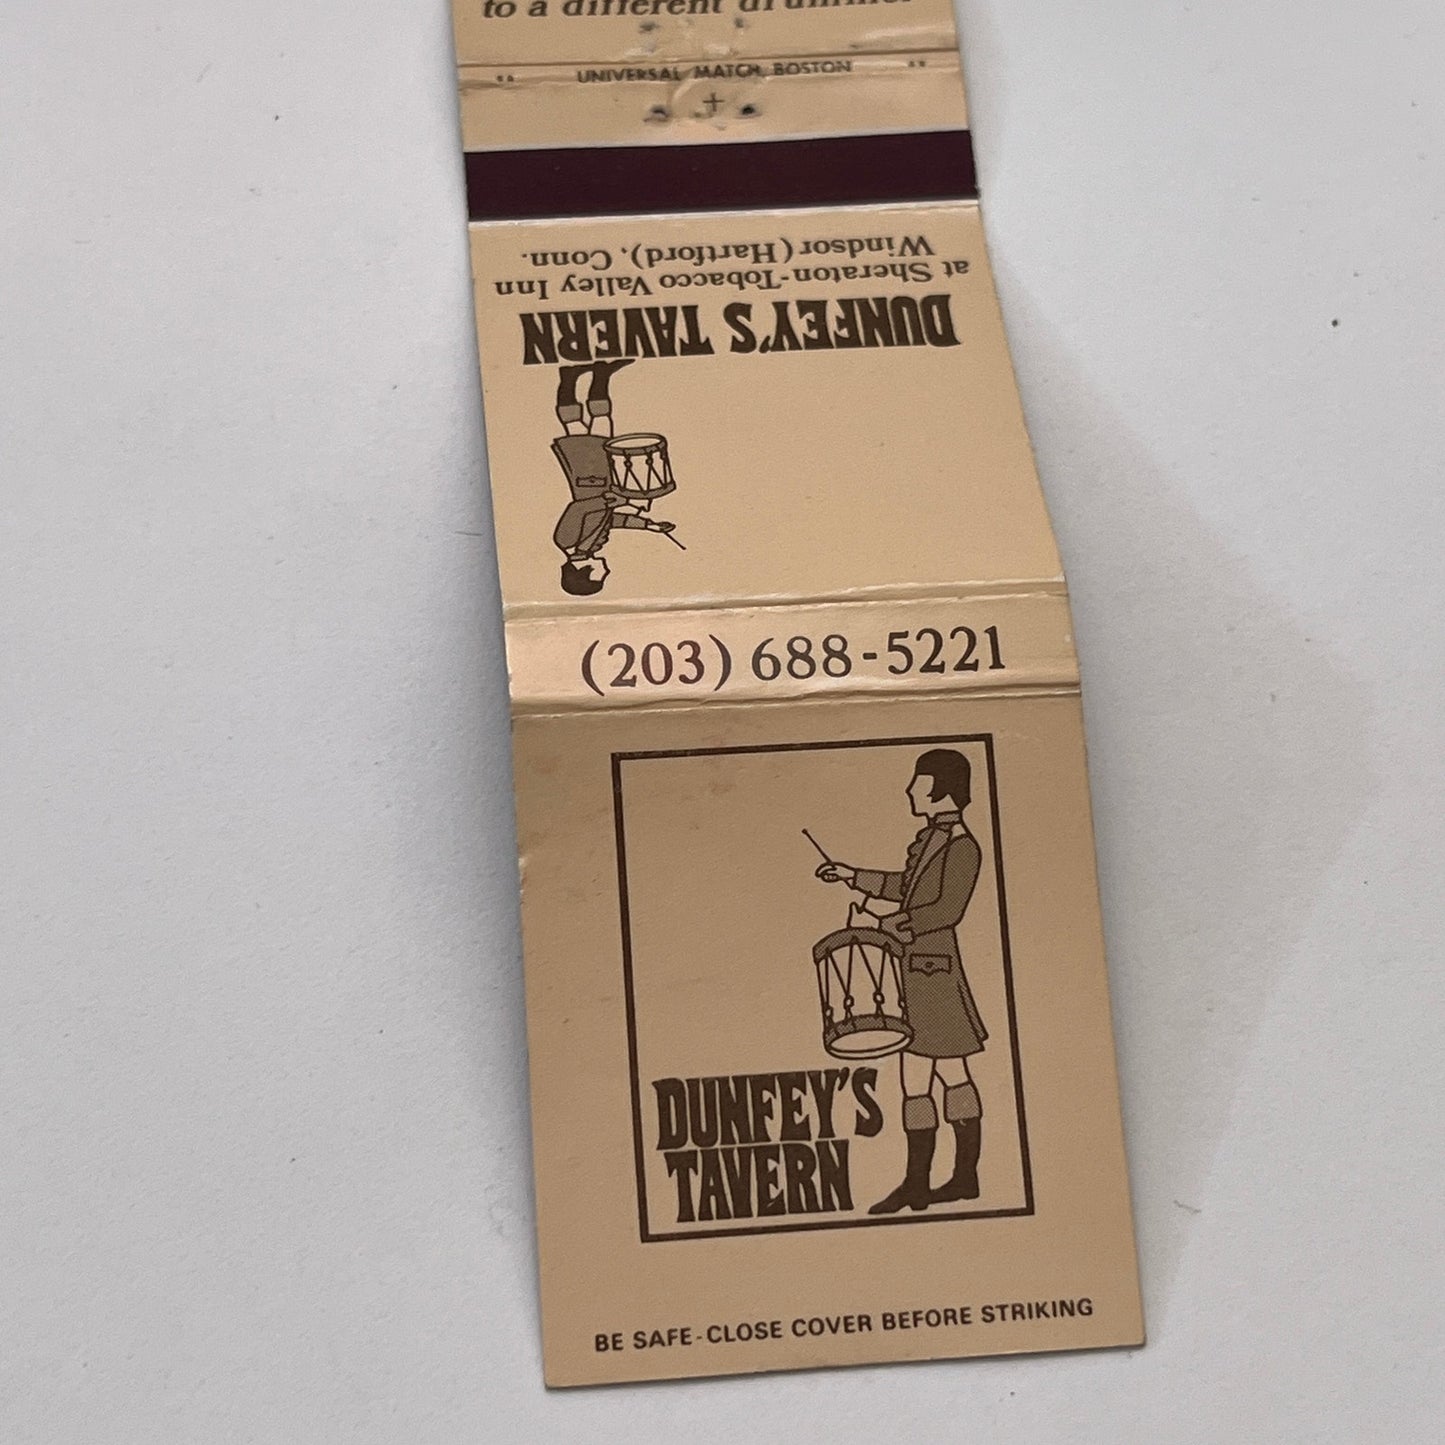 to a different drummer
UNIVERSAL MATCH, BOSTON
DUNFEY'S TAVERN
at Sheraton-Tobacco Valley Inn
Windsor (Hartford), Conn.
(203) 688-5221
DUNFEY'S
TAVERN
BE SAFE-CLOSE COVER BEFORE STRIKING